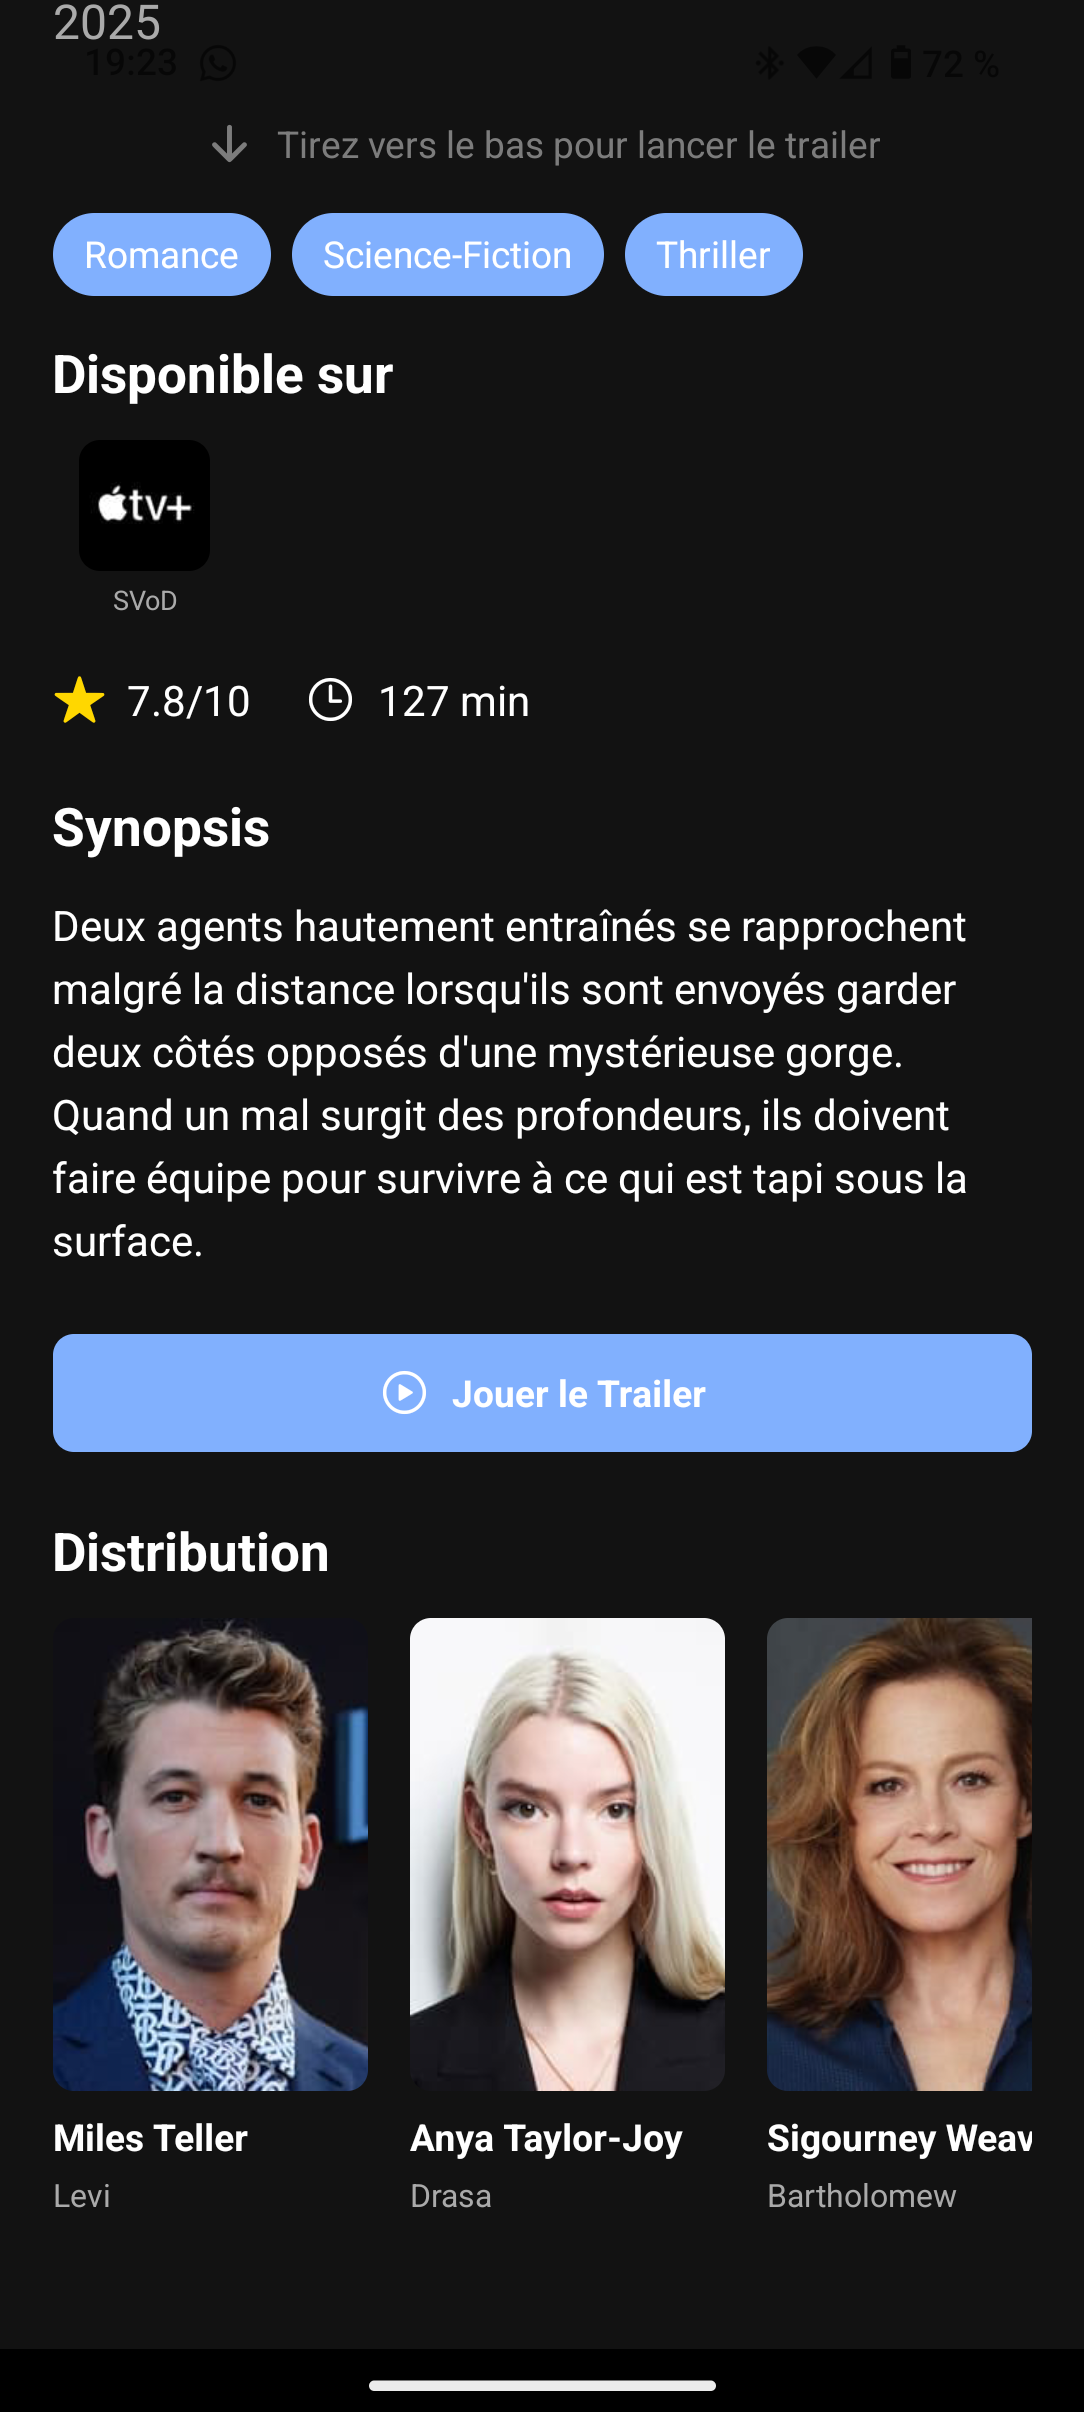 2025
19:23
72 %
Tirez vers le bas pour lancer le trailer
Romance
Science-Fiction
Thriller
Disponible sur
tv+
SVoD
7.8/10
127 min
Synopsis
Deux agents hautement entraînés se rapprochent
malgré la distance lorsqu'ils sont envoyés garder
deux côtés opposés d'une mystérieuse gorge.
Quand un mal surgit des profondeurs, ils doivent
faire équipe pour survivre à ce qui est tapi sous la
surface.
Jouer le Trailer
Distribution
Miles Teller
Levi
Anya Taylor-Joy
Drasa
Sigourney Weav
Bartholomew